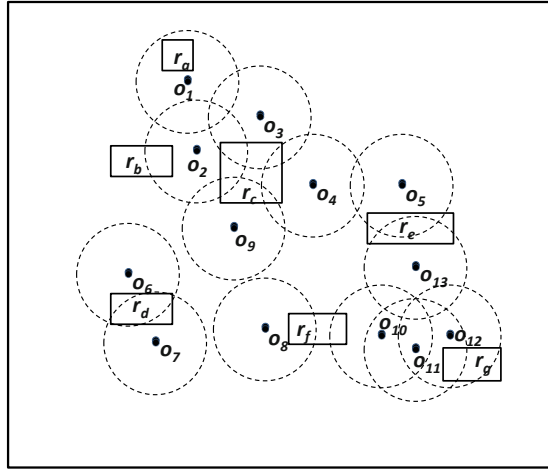 r_a
o_1
o_3
r_b
o_2
r_c
o_4
o_5
o_9
r_e
o_6
o_13
r_d
o_7
o_8
r_f
o_10
o_11
o_12
r_g